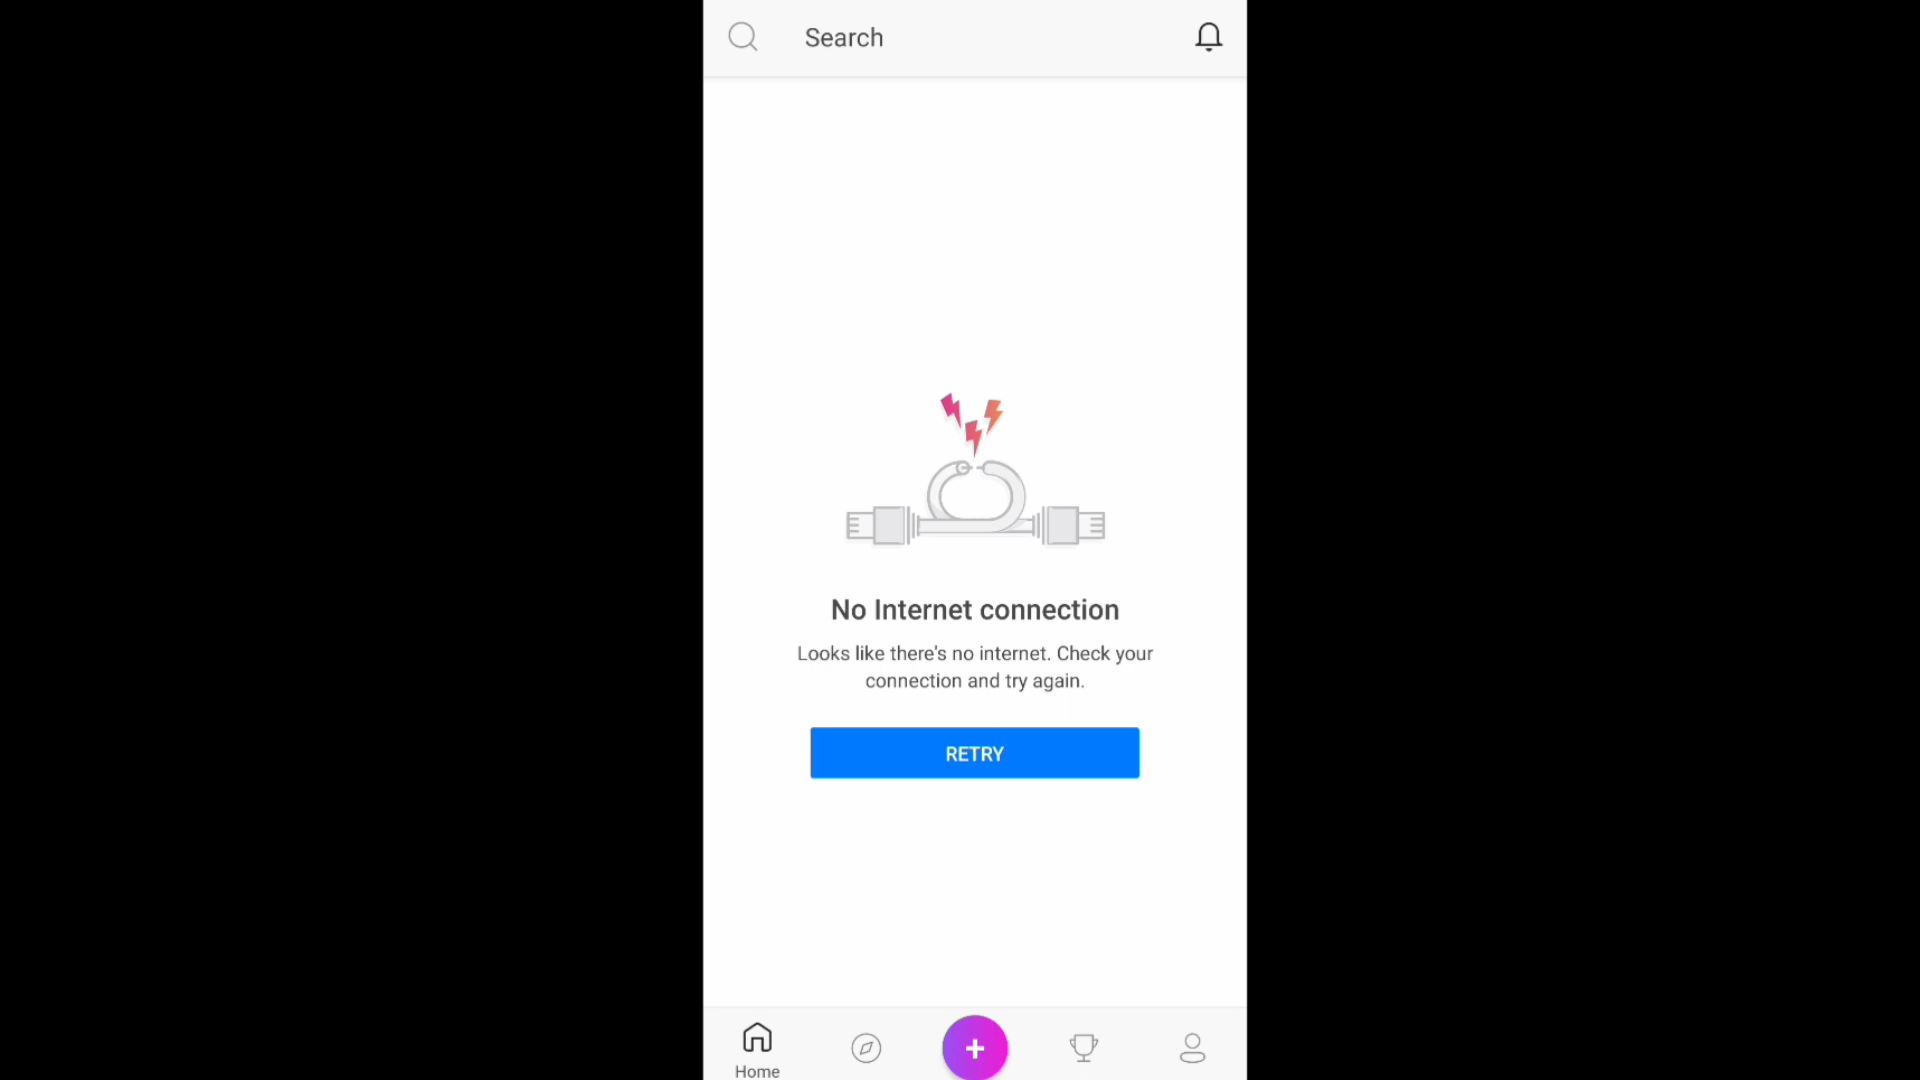 Search
No Internet connection
Looks like there's no internet. Check your
connection and try again.
RETRY
Home